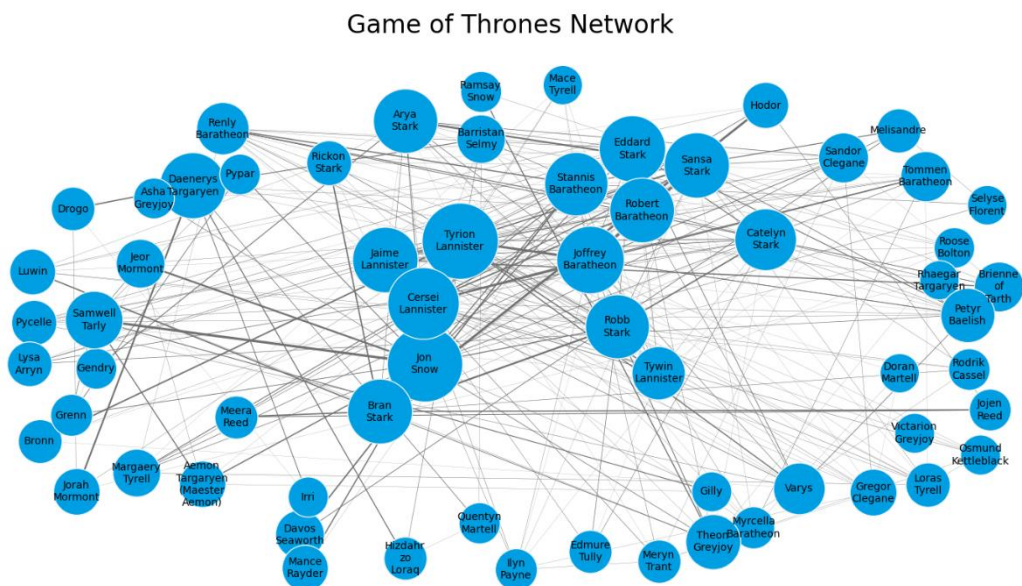 Game of Thrones Network
Ramsay
Snow
Mace
Tyrell
Hodor
Arya
Stark
Renly
Baratheon
Barristan
Selmy
Eddard
Stark
Melisandre
Sandor
Clegane
Sansa
Stark
Rickon
Stark
Pypar
Tommen
Baratheon
Daenerys
Targaryen
Stannis
Baratheon
Asha
Greyjoy
Drogo
Selyse
Florent
Robert
Baratheon
Tyrion
Lannister
Catelyn
Stark
Roose
Bolton
Jaime
Lannister
Joffrey
Baratheon
Jeor
Mormont
Luwin
Rhaegar
Targaryen
Brienne
of
Tarth
Cersei
Lannister
Petyr
Baelish
Pycelle
Samwell
Tarly
Robb
Stark
Lysa
Arryn
Gendry
Jon
Snow
Tywin
Lannister
Doran
Martell
Rodrik
Cassel
Grenn
Meera
Reed
Bran
Stark
Jojen
Reed
Bronn
Victarion
Greyjoy
Osmund
Kettleblack
Margaery
Tyrell
Jorah
Mormont
Aemon
Targaryen
(Maester
Aemon)
Irri
Gilly
Varys
Gregor
Clegane
Loras
Tyrell
Davos
Seaworth
Quentyn
Martell
Myrcella
Baratheon
Theon
Greyjoy
Mance
Rayder
Hizdahr
zo
Loraq
Ilyn
Payne
Edmure
Tully
Meryn
Trant